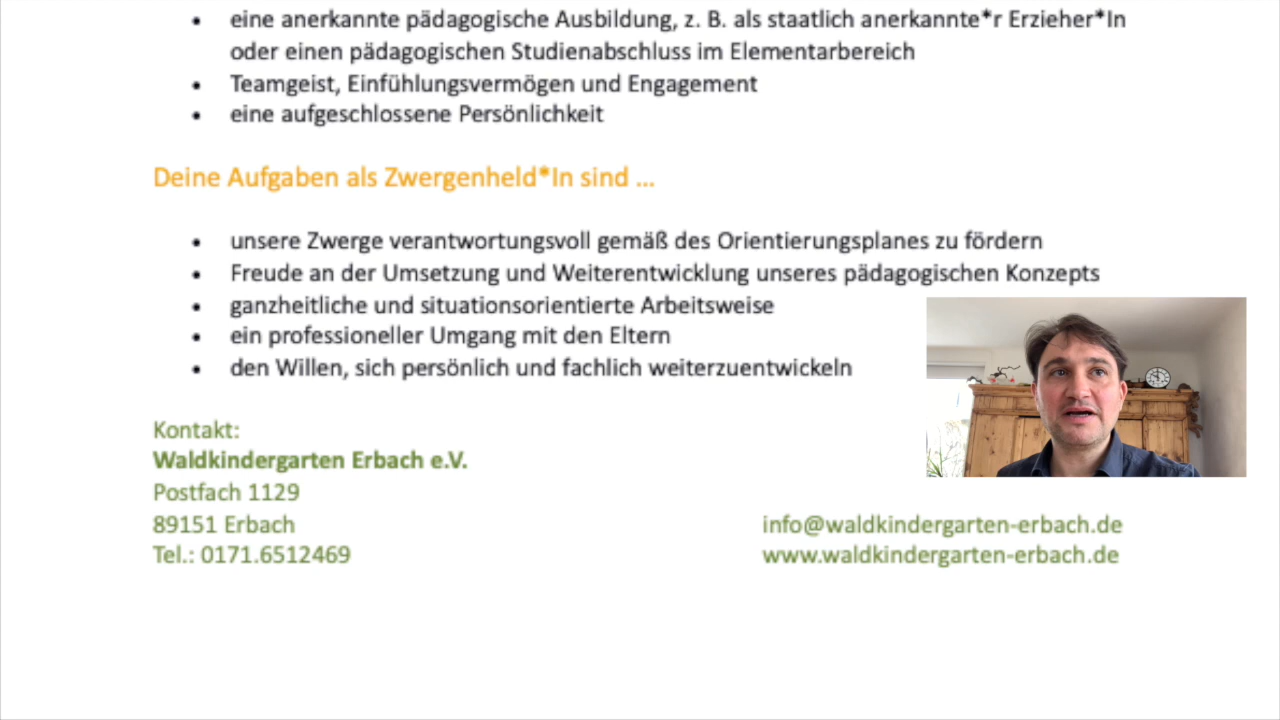 • eine anerkannte pädagogische Ausbildung, z. B. als staatlich anerkannte*r Erzieher*In
oder einen pädagogischen Studienabschluss im Elementarbereich
• Teamgeist, Einfühlungsvermögen und Engagement
• eine aufgeschlossene Persönlichkeit
Deine Aufgaben als Zwergenheld*In sind ...
• unsere Zwerge verantwortungsvoll gemäß des Orientierungsplanes zu fördern
• Freude an der Umsetzung und Weiterentwicklung unseres pädagogischen Konzepts
• ganzheitliche und situationsorientierte Arbeitsweise
• ein professioneller Umgang mit den Eltern
• den Willen, sich persönlich und fachlich weiterzuentwickeln
Kontakt:
Waldkindergarten Erbach e.V.
Postfach 1129
89151 Erbach
Tel.: 0171.6512469
info@waldkindergarten-erbach.de
www.waldkindergarten-erbach.de